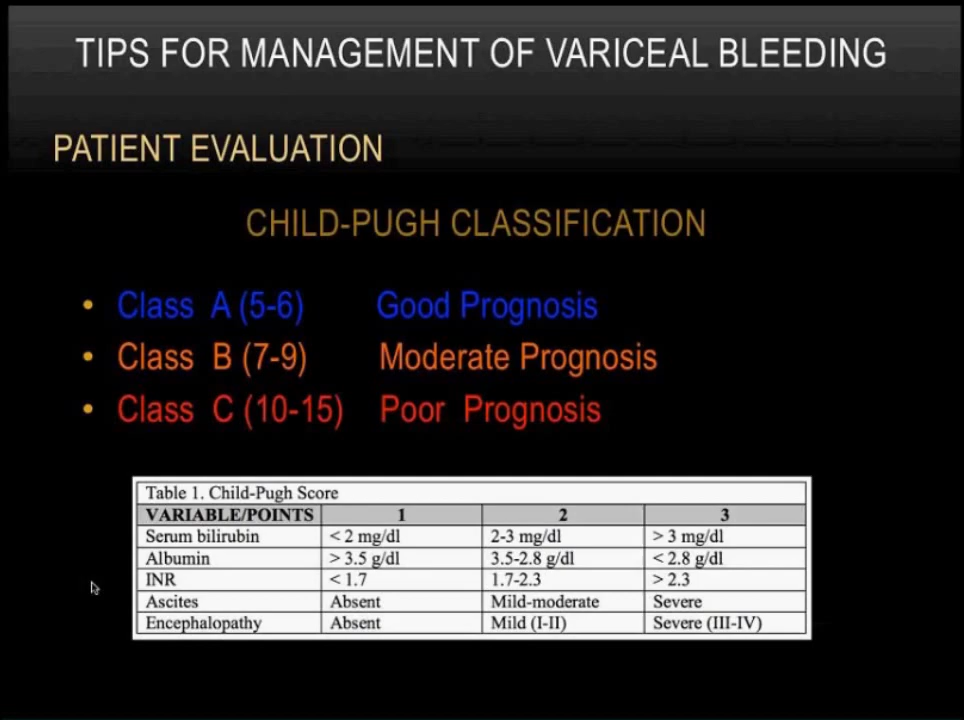 TIPS FOR MANAGEMENT OF VARICEAL BLEEDING
PATIENT EVALUATION
CHILD-PUGH CLASSIFICATION
• Class A (5-6) Good Prognosis
• Class B (7-9) Moderate Prognosis
• Class C (10-15) Poor Prognosis
Table 1. Child-Pugh Score
VARIABLE/POINTS 1 2 3
Serum bilirubin < 2 mg/dl 2-3 mg/dl > 3 mg/dl
Albumin > 3.5 g/dl 3.5-2.8 g/dl < 2.8 g/dl
INR < 1.7 1.7-2.3 > 2.3
Ascites Absent Mild-moderate Severe
Encephalopathy Absent Mild (I-II) Severe (III-IV)